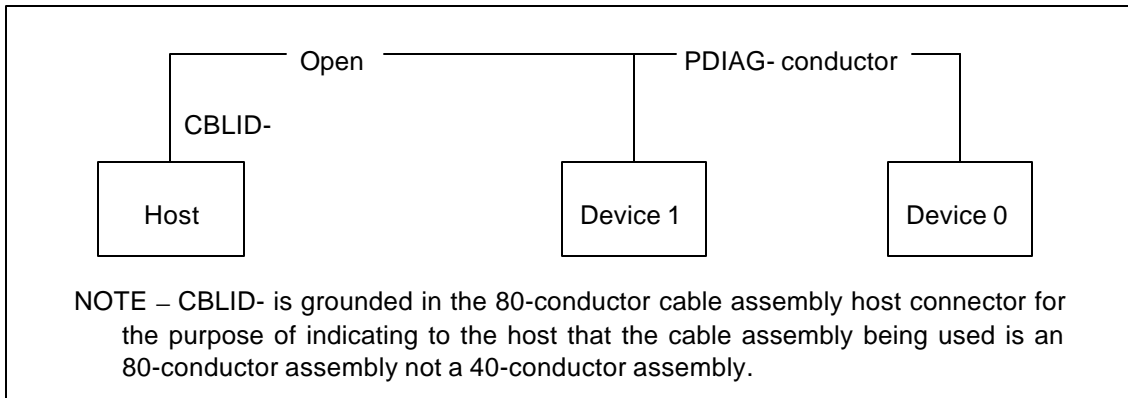 Open
PDIAG- conductor
CBLID-
Host
Device 1
Device 0
NOTE – CBLID- is grounded in the 80-conductor cable assembly host connector for
the purpose of indicating to the host that the cable assembly being used is an
80-conductor assembly not a 40-conductor assembly.